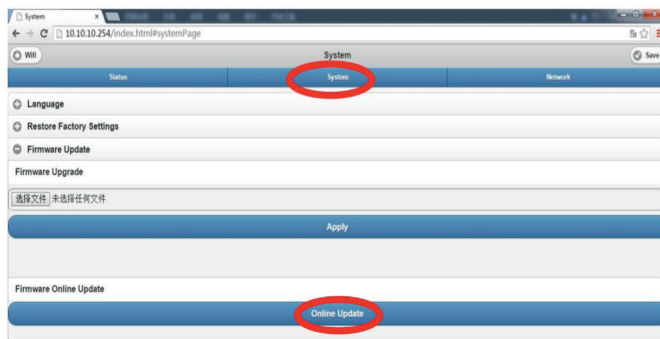 System
10.10.10.254/index.html#systemPage
Wifi System Save
Status System Network
Language
Restore Factory Settings
Firmware Update
Firmware Upgrade
选择文件 未选择任何文件
Apply
Firmware Online Update
Online Update